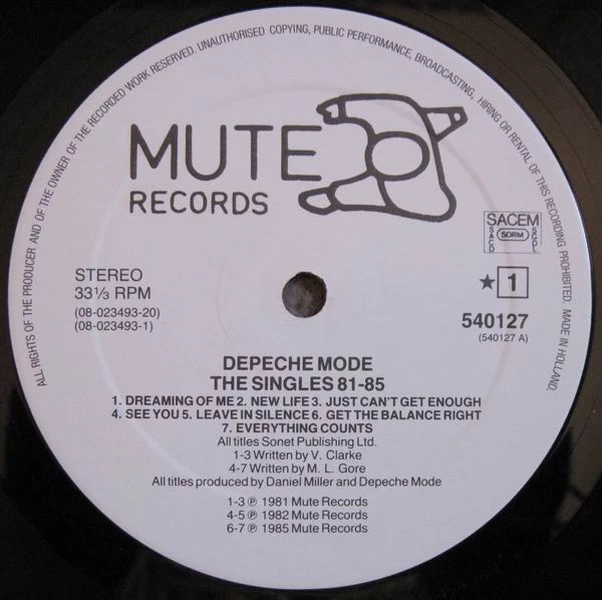 ALL RIGHTS OF THE PRODUCER AND OF THE OWNER OF THE RECORDED WORK RESERVED. UNAUTHORISED COPYING, PUBLIC PERFORMANCE, BROADCASTING, HIRING OR RENTAL OF THIS RECORDING PROHIBITED. MADE IN HOLLAND.
MUTE
RECORDS
SACEM
SACD SDRM SGDL
STEREO
33⅓ RPM
(08-023493-20)
(08-023493-1)
★ 1
540127
(540127 A)
DEPECHE MODE
THE SINGLES 81-85
1. DREAMING OF ME 2. NEW LIFE 3. JUST CAN'T GET ENOUGH
4. SEE YOU 5. LEAVE IN SILENCE 6. GET THE BALANCE RIGHT
7. EVERYTHING COUNTS
All titles Sonet Publishing Ltd.
1-3 Written by V. Clarke
4-7 Written by M. L. Gore
All titles produced by Daniel Miller and Depeche Mode
1-3 ℗ 1981 Mute Records
4-5 ℗ 1982 Mute Records
6-7 ℗ 1985 Mute Records